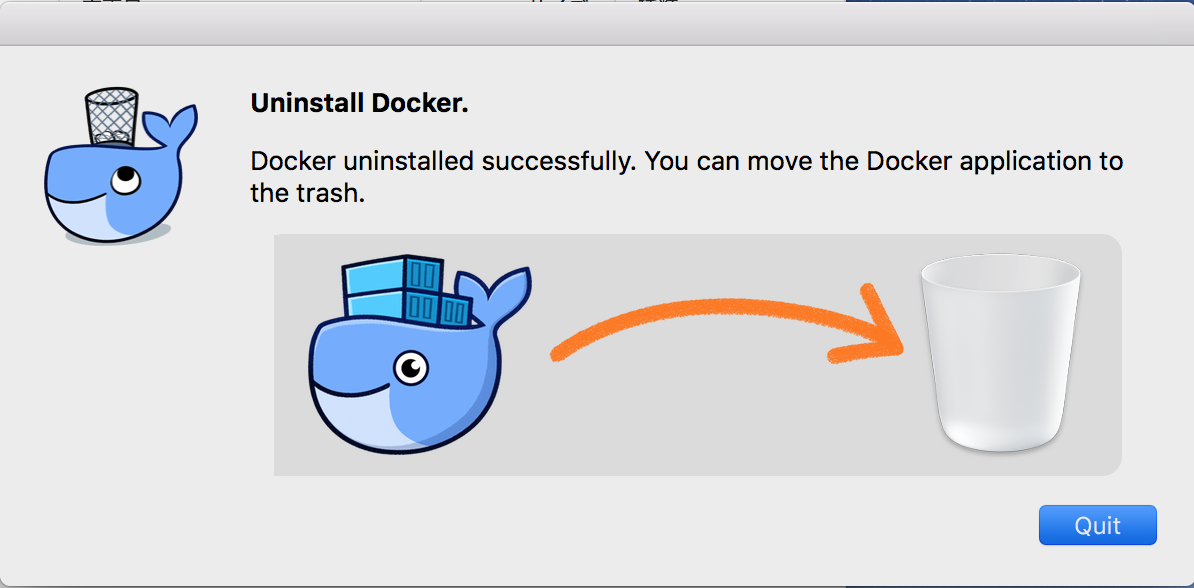 Uninstall Docker.
Docker uninstalled successfully. You can move the Docker application to
the trash.
Quit